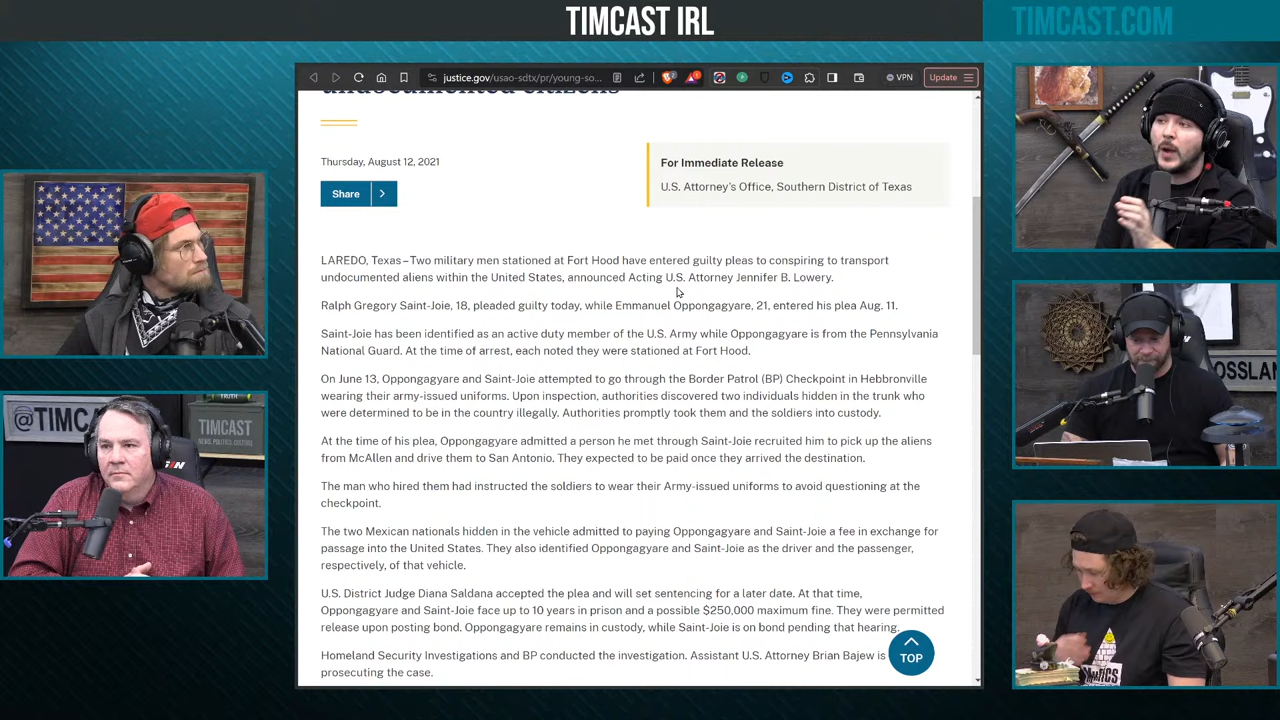 TIMCAST IRL
TIMCAST.COM
justice.gov/usao-sdtx/pr/young-so...
2
1
VPN
Update
undocumented citizens
Thursday, August 12, 2021
For Immediate Release
Share
U.S. Attorney's Office, Southern District of Texas
LAREDO, Texas – Two military men stationed at Fort Hood have entered guilty pleas to conspiring to transport
undocumented aliens within the United States, announced Acting U.S. Attorney Jennifer B. Lowery.
Ralph Gregory Saint-Joie, 18, pleaded guilty today, while Emmanuel Oppongagyare, 21, entered his plea Aug. 11.
Saint-Joie has been identified as an active duty member of the U.S. Army while Oppongagyare is from the Pennsylvania
National Guard. At the time of arrest, each noted they were stationed at Fort Hood.
On June 13, Oppongagyare and Saint-Joie attempted to go through the Border Patrol (BP) Checkpoint in Hebbronville
wearing their army-issued uniforms. Upon inspection, authorities discovered two individuals hidden in the trunk who
were determined to be in the country illegally. Authorities promptly took them and the soldiers into custody.
At the time of his plea, Oppongagyare admitted a person he met through Saint-Joie recruited him to pick up the aliens
from McAllen and drive them to San Antonio. They expected to be paid once they arrived the destination.
The man who hired them had instructed the soldiers to wear their Army-issued uniforms to avoid questioning at the
checkpoint.
The two Mexican nationals hidden in the vehicle admitted to paying Oppongagyare and Saint-Joie a fee in exchange for
passage into the United States. They also identified Oppongagyare and Saint-Joie as the driver and the passenger,
respectively, of that vehicle.
U.S. District Judge Diana Saldana accepted the plea and will set sentencing for a later date. At that time,
Oppongagyare and Saint-Joie face up to 10 years in prison and a possible $250,000 maximum fine. They were permitted
release upon posting bond. Oppongagyare remains in custody, while Saint-Joie is on bond pending that hearing.
Homeland Security Investigations and BP conducted the investigation. Assistant U.S. Attorney Brian Bajew is
prosecuting the case.
TOP
@TIMCAST
TRUTH
TIMCAST
OSSLAN